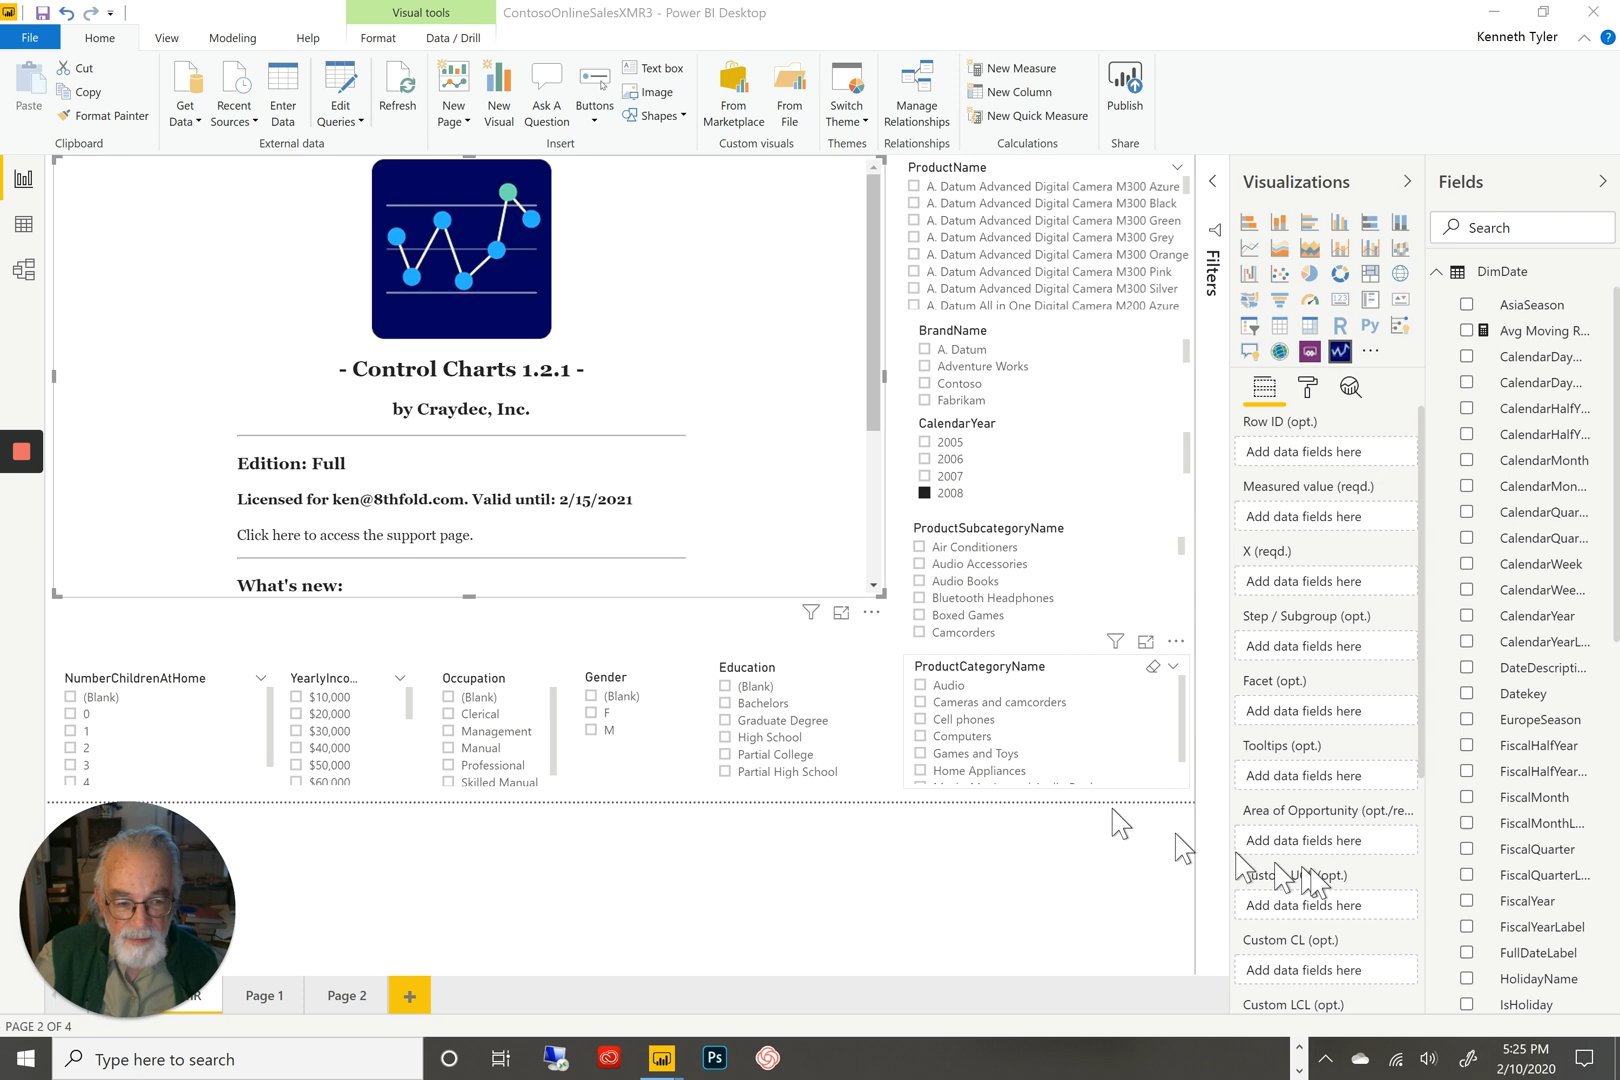 Visual tools
ContosoOnlineSalesXMR3 - Power BI Desktop
File
Home
View
Modeling
Help
Format
Data / Drill
Kenneth Tyler
Paste
Cut
Copy
Format Painter
Clipboard
Get Data
Recent Sources
Enter Data
Edit Queries
Refresh
External data
New Page
New Visual
Ask A Question
Buttons
Text box
Image
Shapes
Insert
From Marketplace
From File
Custom visuals
Switch Theme
Themes
Manage Relationships
Relationships
New Measure
New Column
New Quick Measure
Calculations
Publish
Share
- Control Charts 1.2.1 -
by Craydec, Inc.
Edition: Full
Licensed for ken@8thfold.com. Valid until: 2/15/2021
Click here to access the support page.
What's new:
ProductName
A. Datum Advanced Digital Camera M300 Azure
A. Datum Advanced Digital Camera M300 Black
A. Datum Advanced Digital Camera M300 Green
A. Datum Advanced Digital Camera M300 Grey
A. Datum Advanced Digital Camera M300 Orange
A. Datum Advanced Digital Camera M300 Pink
A. Datum Advanced Digital Camera M300 Silver
A. Datum All in One Digital Camera M200 Azure
BrandName
A. Datum
Adventure Works
Contoso
Fabrikam
CalendarYear
2005
2006
2007
2008
ProductSubcategoryName
Air Conditioners
Audio Accessories
Audio Books
Bluetooth Headphones
Boxed Games
Camcorders
NumberChildrenAtHome
(Blank)
0
1
2
3
4
YearlyInco...
$10,000
$20,000
$30,000
$40,000
$50,000
$60,000
Occupation
(Blank)
Clerical
Management
Manual
Professional
Skilled Manual
Gender
(Blank)
F
M
Education
(Blank)
Bachelors
Graduate Degree
High School
Partial College
Partial High School
ProductCategoryName
Audio
Cameras and camcorders
Cell phones
Computers
Games and Toys
Home Appliances
Filters
Visualizations
R
Py
123
Row ID (opt.)
Add data fields here
Measured value (reqd.)
Add data fields here
X (reqd.)
Add data fields here
Step / Subgroup (opt.)
Add data fields here
Facet (opt.)
Add data fields here
Tooltips (opt.)
Add data fields here
Area of Opportunity (opt./re...
Add data fields here
(opt.)
Add data fields here
Custom CL (opt.)
Add data fields here
Custom LCL (opt.)
Fields
Search
DimDate
AsiaSeason
Avg Moving R...
CalendarDay...
CalendarDay...
CalendarHalfY...
CalendarHalfY...
CalendarMonth
CalendarMon...
CalendarQuar...
CalendarQuar...
CalendarWeek
CalendarWee...
CalendarYear
CalendarYearL...
DateDescripti...
Datekey
EuropeSeason
FiscalHalfYear
FiscalHalfYear...
FiscalMonth
FiscalMonthL...
FiscalQuarter
FiscalQuarterL...
FiscalYear
FiscalYearLabel
FullDateLabel
HolidayName
IsHoliday
Page 1
Page 2
PAGE 2 OF 4
Type here to search
Ps
5:25 PM
2/10/2020